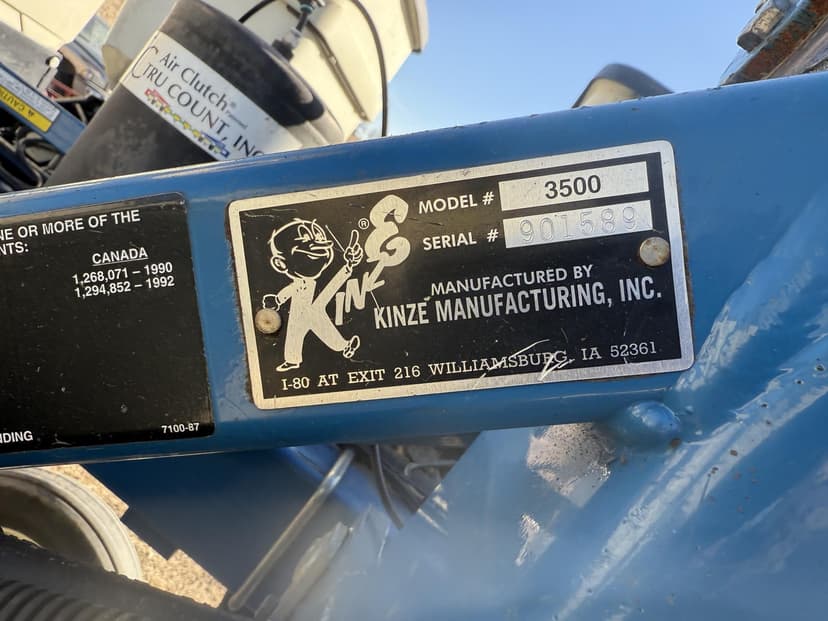 Air Clutch
TRU COUNT, INC
CAUTION
NE OR MORE OF THE
NTS:
CANADA
1,268,071 – 1990
1,294,852 – 1992
NDING
7100-87
KINZE ®
MODEL # 3500
SERIAL # 901589
MANUFACTURED BY
KINZE® MANUFACTURING, INC.
I-80 AT EXIT 216 WILLIAMSBURG, IA 52361